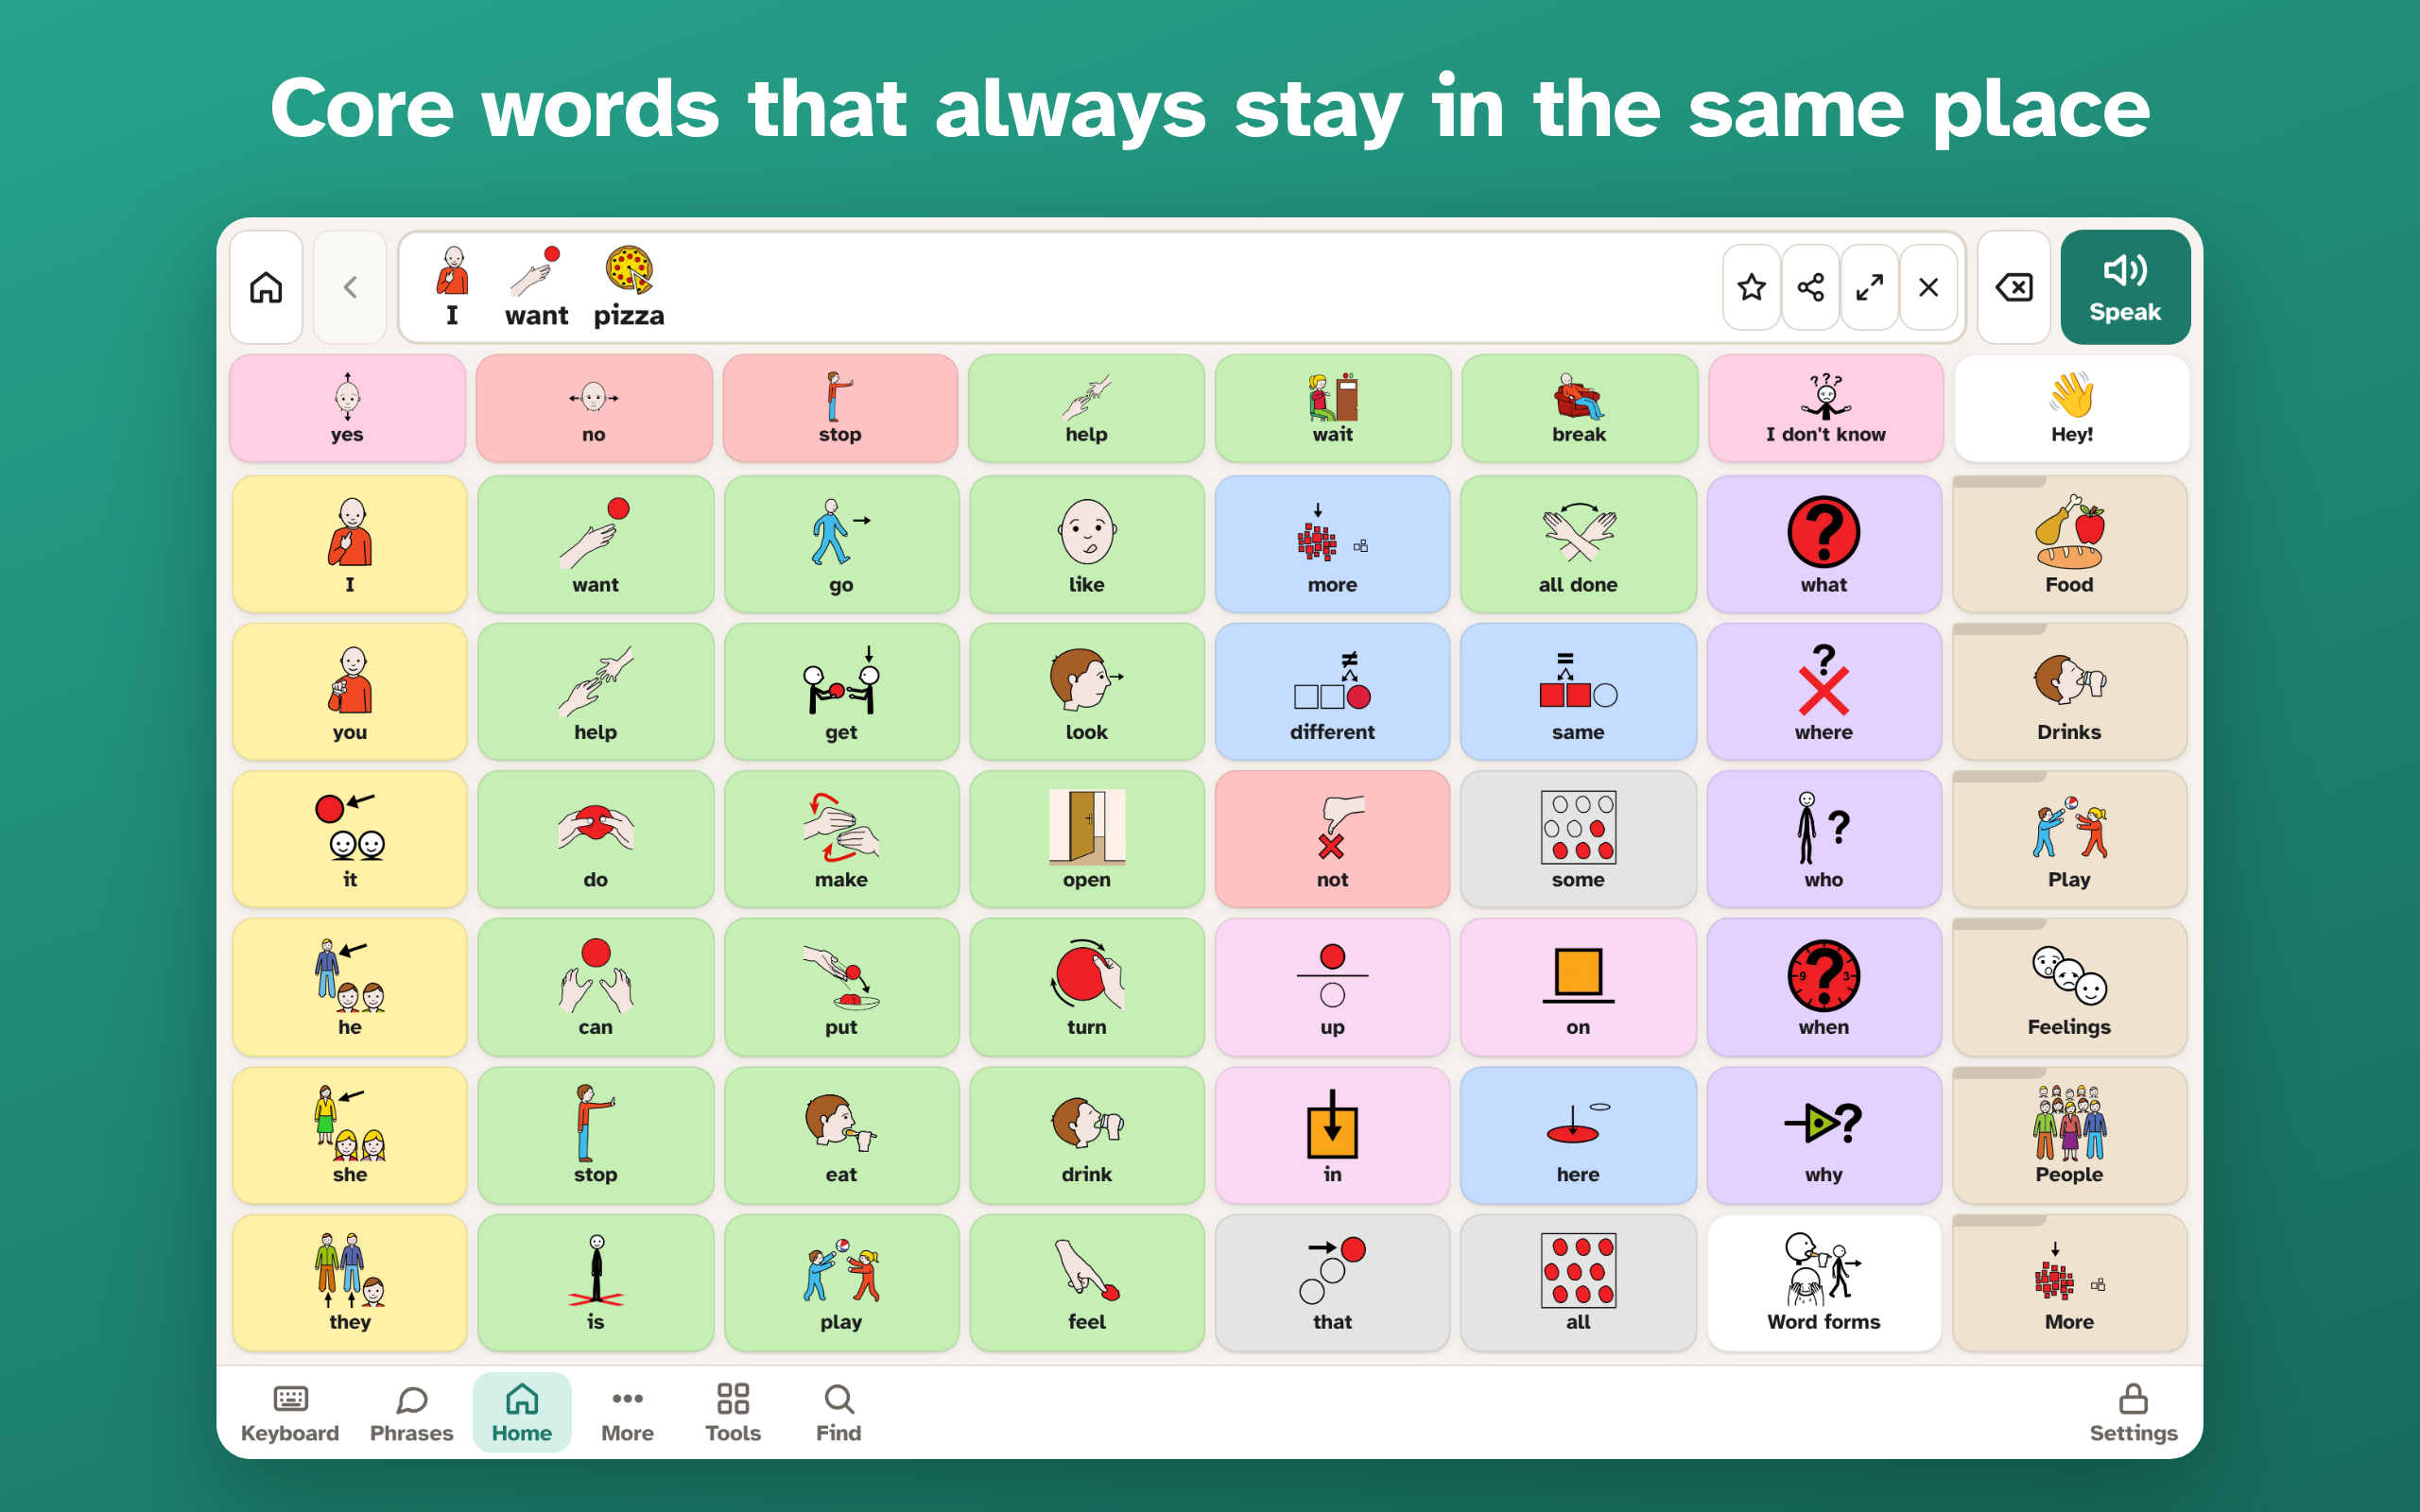 Core words that always stay in the same place
I want pizza
Speak
yes no stop help wait break I don't know Hey!
I want go like more all done what Food
you help get look different same where Drinks
it do make open not some who Play
he can put turn up on when Feelings
she stop eat drink in here why People
they is play feel that all Word forms More
Keyboard Phrases Home More Tools Find Settings